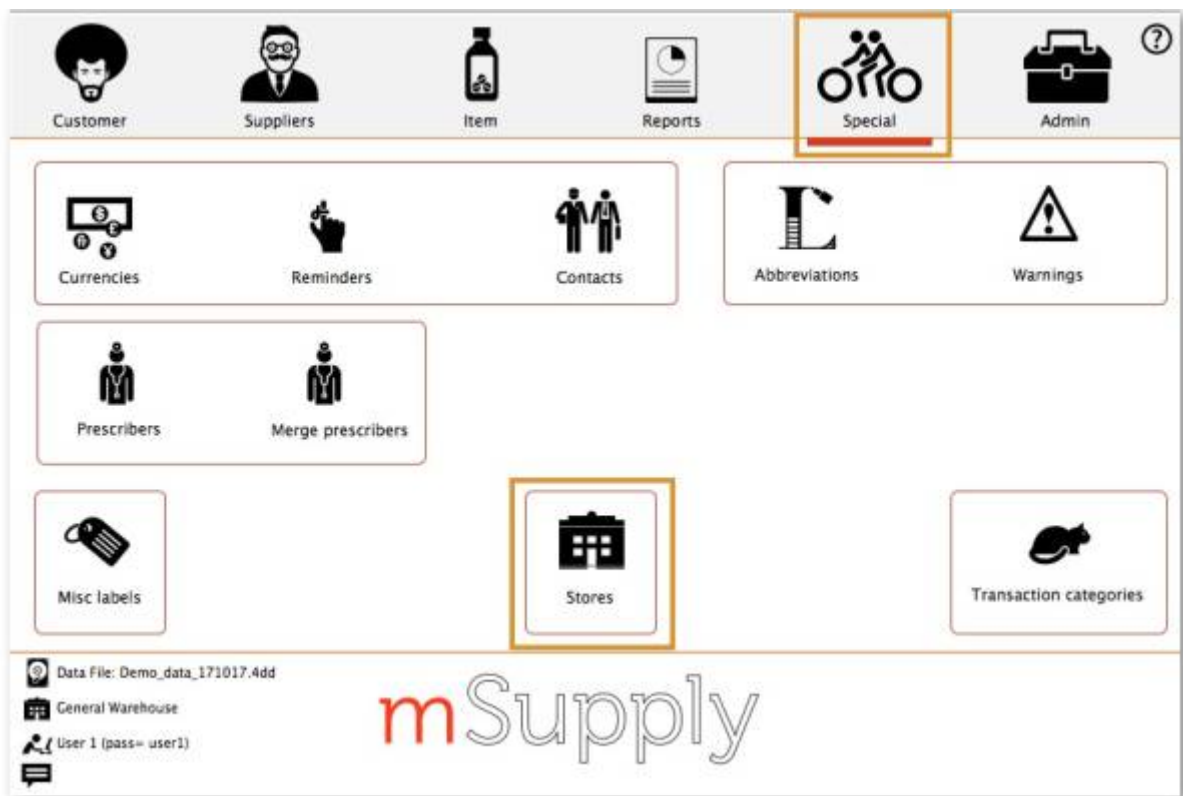 Customer
Suppliers
Item
Reports
Special
Admin
?
Currencies
Reminders
Contacts
Abbreviations
Warnings
Prescribers
Merge prescribers
Misc labels
Stores
Transaction categories
Data File: Demo_data_171017.4dd
General Warehouse
User 1 (pass= user1)
mSupply